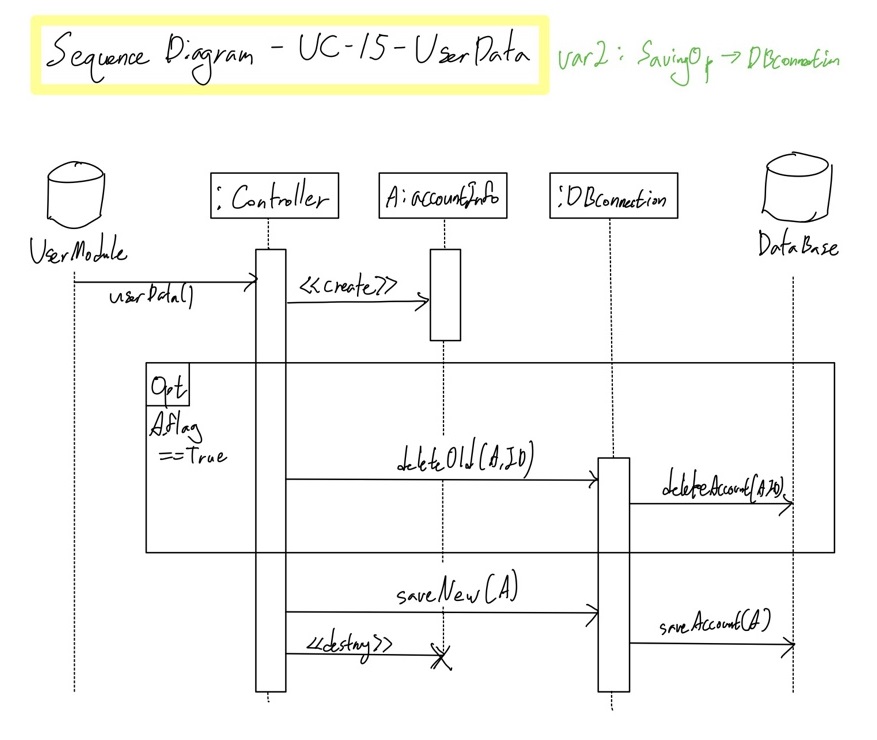 Sequence Diagram - UC-15-UserData
var2: SavingOp → DBconnection
:Controller
A:accountInfo
:DBconnection
UserModule
DataBase
userData()
<<create>>
Opt
A.flag
==True
deleteOld(A.ID)
deleteAccount(A.ID)
saveNew(A)
saveAccount(A)
<<destroy>>